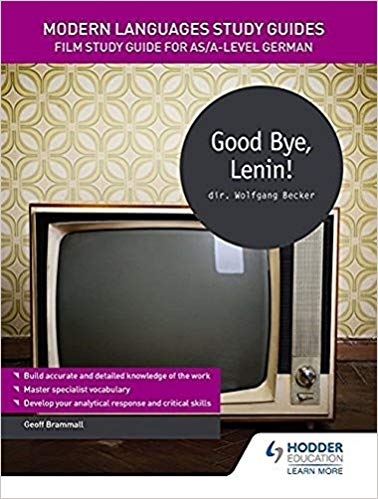 MODERN LANGUAGES STUDY GUIDES
FILM STUDY GUIDE FOR AS/A-LEVEL GERMAN
Good Bye,
Lenin!
dir. Wolfgang Becker
Build accurate and detailed knowledge of the work
Master specialist vocabulary
Develop your analytical response and critical skills
Geoff Brammall
HODDER
EDUCATION
LEARN MORE